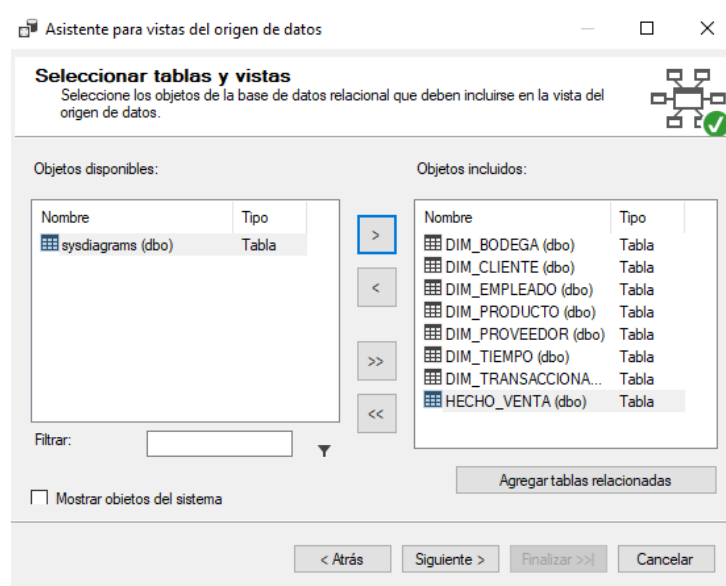 Asistente para vistas del origen de datos
Seleccionar tablas y vistas
Seleccione los objetos de la base de datos relacional que deben incluirse en la vista del
origen de datos.
Objetos disponibles:
Nombre Tipo
sysdiagrams (dbo) Tabla
Filtrar:
Mostrar objetos del sistema
>
<
>>
<<
Objetos incluidos:
Nombre Tipo
DIM_BODEGA (dbo) Tabla
DIM_CLIENTE (dbo) Tabla
DIM_EMPLEADO (dbo) Tabla
DIM_PRODUCTO (dbo) Tabla
DIM_PROVEEDOR (dbo) Tabla
DIM_TIEMPO (dbo) Tabla
DIM_TRANSACCIONA... Tabla
HECHO_VENTA (dbo) Tabla
Agregar tablas relacionadas
< Atrás Siguiente > Finalizar >>| Cancelar